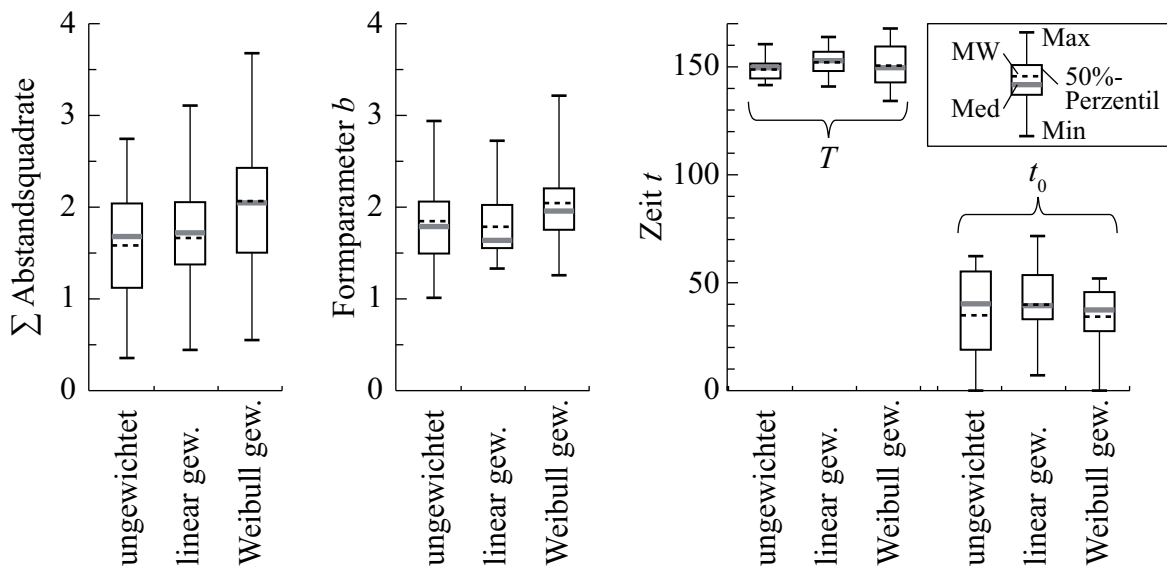 ∑ Abstandsquadrate
4
3
2
1
0
ungewichtet
linear gew.
Weibull gew.
Formparameter b
4
3
2
1
0
ungewichtet
linear gew.
Weibull gew.
Zeit t
150
100
50
0
T
t₀
ungewichtet
linear gew.
Weibull gew.
ungewichtet
linear gew.
Weibull gew.
Max
MW
50%-
Perzentil
Med
Min